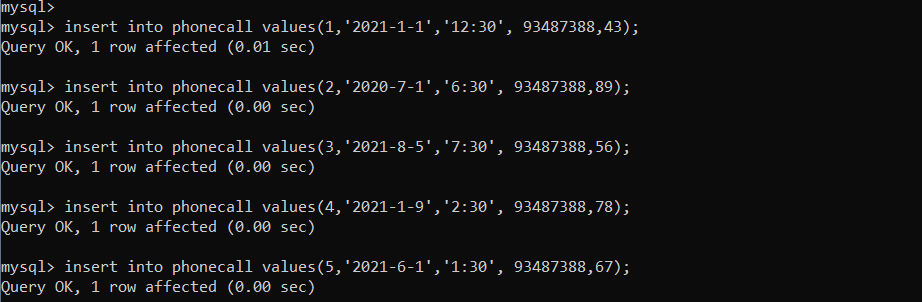 mysql>
mysql> insert into phonecall values(1,'2021-1-1','12:30', 93487388,43);
Query OK, 1 row affected (0.01 sec)
mysql> insert into phonecall values(2,'2020-7-1','6:30', 93487388,89);
Query OK, 1 row affected (0.00 sec)
mysql> insert into phonecall values(3,'2021-8-5','7:30', 93487388,56);
Query OK, 1 row affected (0.00 sec)
mysql> insert into phonecall values(4,'2021-1-9','2:30', 93487388,78);
Query OK, 1 row affected (0.00 sec)
mysql> insert into phonecall values(5,'2021-6-1','1:30', 93487388,67);
Query OK, 1 row affected (0.00 sec)